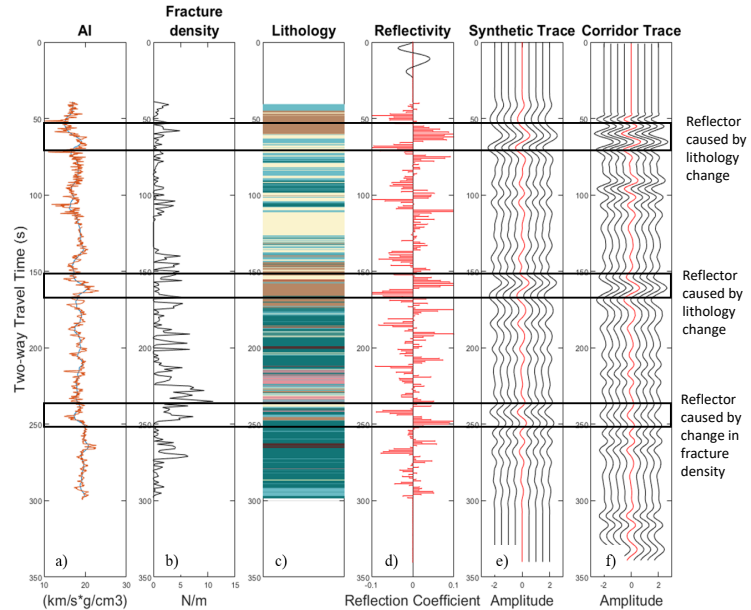 AI
Fracture
density
Lithology
Reflectivity
Synthetic Trace
Corridor Trace
Two-way Travel Time (s)
0
50
100
150
200
250
300
350
10
20
30
(km/s*g/cm3)
a)
0
50
100
150
200
250
300
350
0
5
10
15
N/m
b)
0
50
100
150
200
250
300
350
c)
0
50
100
150
200
250
300
350
-0.1
0
0.1
Reflection Coefficient
d)
0
50
100
150
200
250
300
350
-2
0
2
Amplitude
e)
0
50
100
150
200
250
300
350
-2
0
2
Amplitude
f)
Reflector
caused by
lithology
change
Reflector
caused by
lithology
change
Reflector
caused by
change in
fracture
density